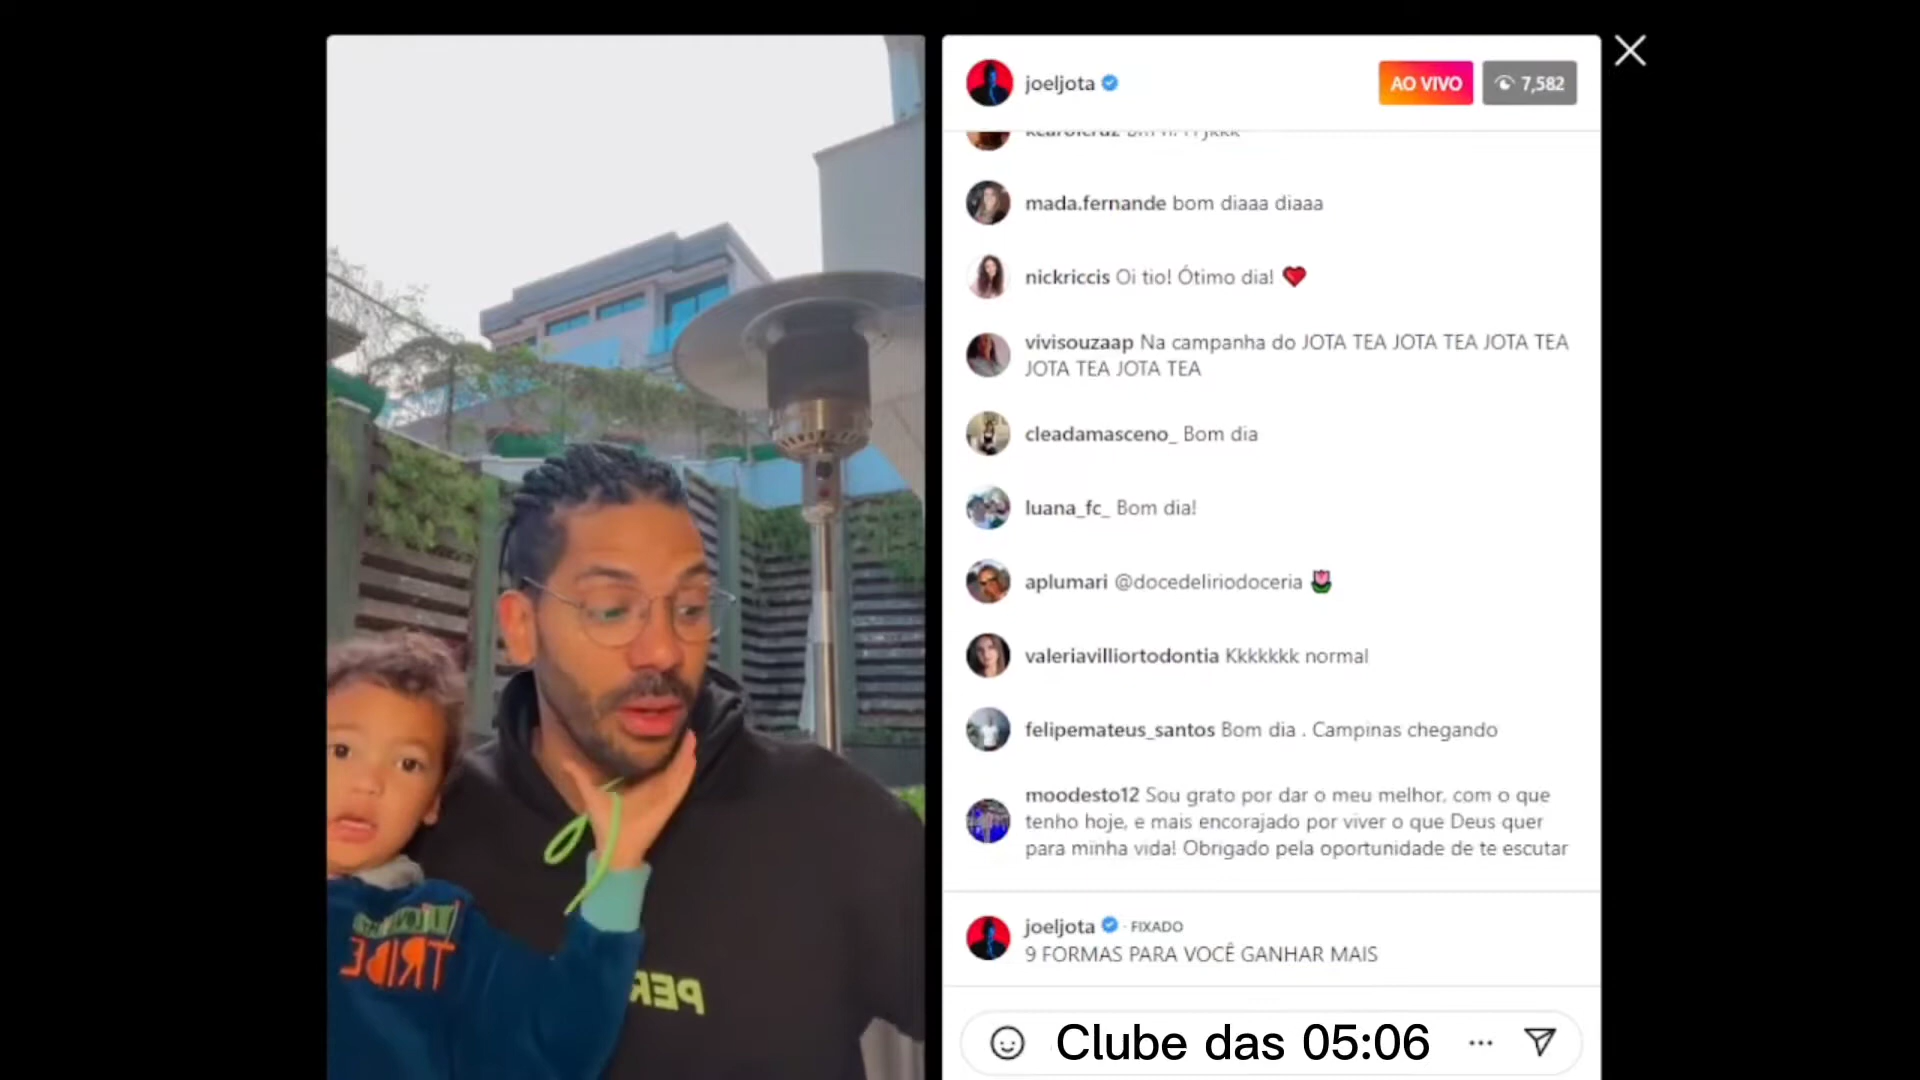 joeljota
AO VIVO
7,582
mada.fernande bom diaaa diaaa
nickriccis Oi tio! Ótimo dia! ❤️
vivisouzaap Na campanha do JOTA TEA JOTA TEA JOTA TEA
JOTA TEA JOTA TEA
cleadamasceno_ Bom dia
luana_fc_ Bom dia!
aplumari @docedeliriodoceria 🌷
valeriavilliortodontia Kkkkkkk normal
felipemateus_santos Bom dia . Campinas chegando
moodesto12 Sou grato por dar o meu melhor, com o que
tenho hoje, e mais encorajado por viver o que Deus quer
para minha vida! Obrigado pela oportunidade de te escutar
joeljota · FIXADO
9 FORMAS PARA VOCÊ GANHAR MAIS
Clube das 05:06
TRIBE